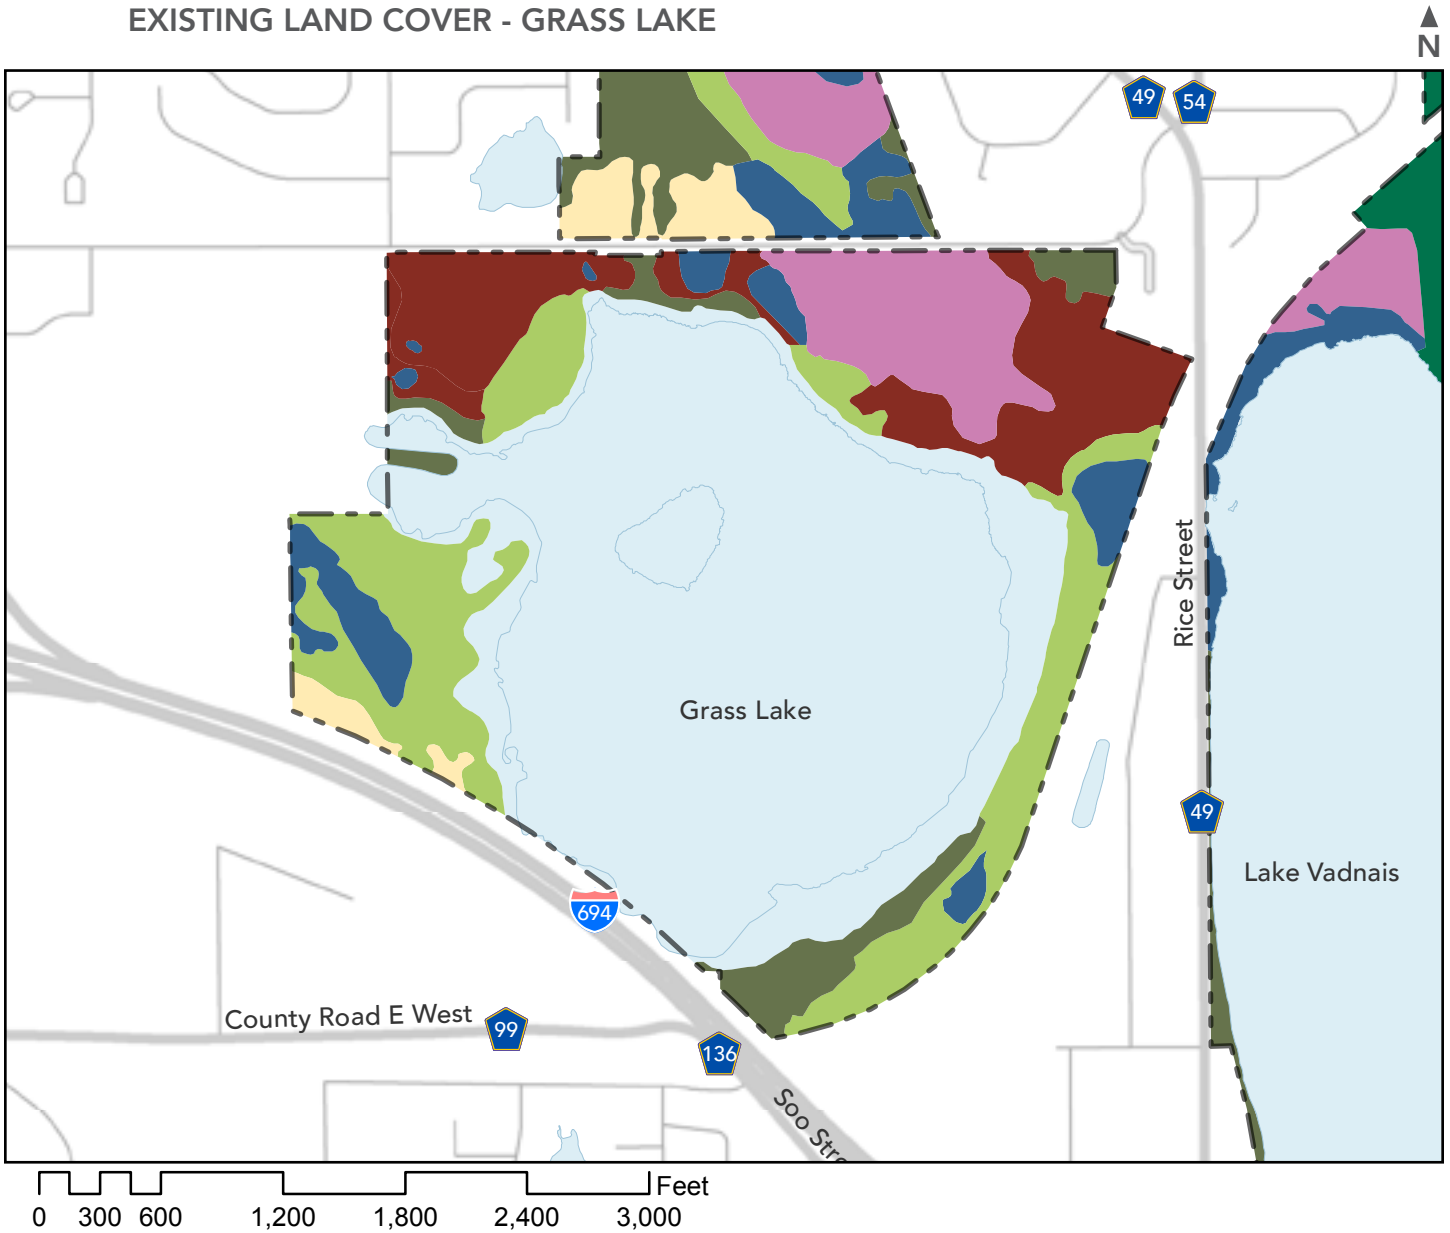 EXISTING LAND COVER - GRASS LAKE
N
49
54
Rice Street
Grass Lake
49
Lake Vadnais
694
County Road E West
99
136
Soo Stre
Feet
0 300 600 1,200 1,800 2,400 3,000